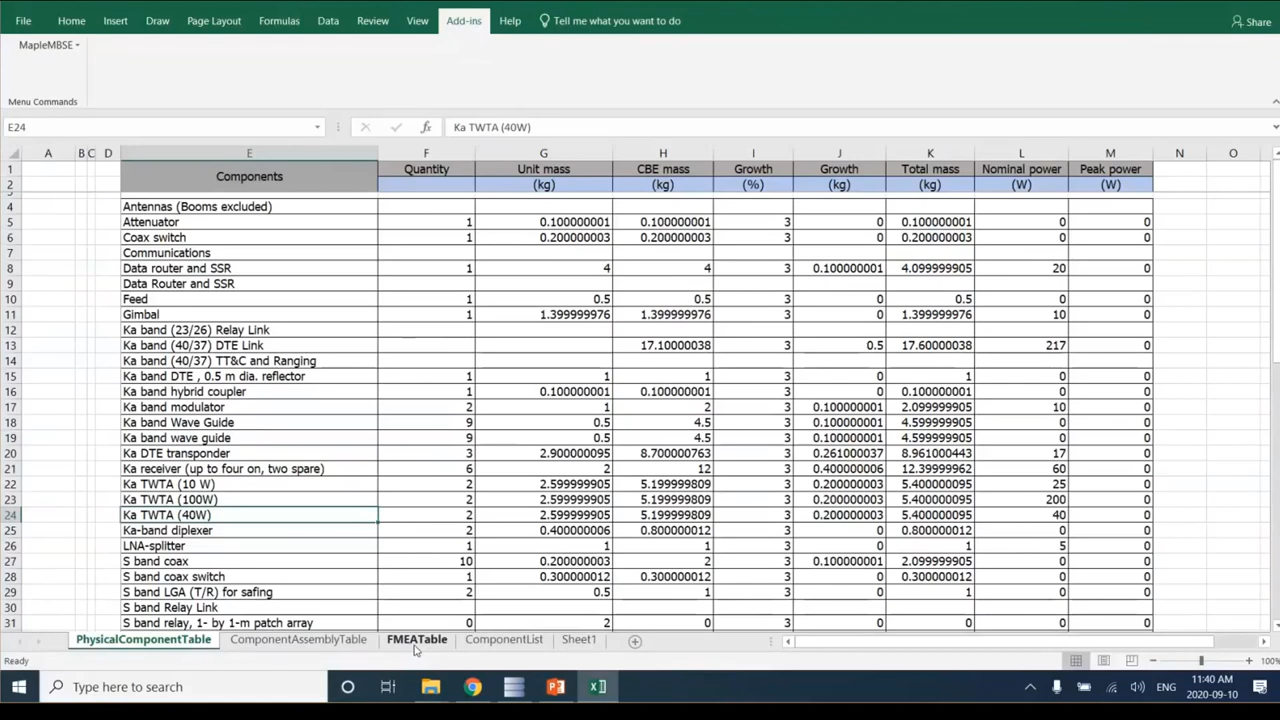 File Home Insert Draw Page Layout Formulas Data Review View Add-ins Help Tell me what you want to do Share
MapleMBSE
Menu Commands
E24 fx Ka TWTA (40W)
A B C D E F G H I J K L M N O
1 Components Quantity Unit mass CBE mass Growth Growth Total mass Nominal power Peak power
2 (kg) (kg) (%) (kg) (kg) (W) (W)
4 Antennas (Booms excluded)
5 Attenuator 1 0.100000001 0.100000001 3 0 0.100000001 0 0
6 Coax switch 1 0.200000003 0.200000003 3 0 0.200000003 0 0
7 Communications
8 Data router and SSR 1 4 4 3 0.100000001 4.099999905 20 0
9 Data Router and SSR
10 Feed 1 0.5 0.5 3 0 0.5 0 0
11 Gimbal 1 1.399999976 1.399999976 3 0 1.399999976 10 0
12 Ka band (23/26) Relay Link
13 Ka band (40/37) DTE Link 17.10000038 3 0.5 17.60000038 217 0
14 Ka band (40/37) TT&C and Ranging
15 Ka band DTE , 0.5 m dia. reflector 1 1 1 3 0 1 0 0
16 Ka band hybrid coupler 1 0.100000001 0.100000001 3 0 0.100000001 0 0
17 Ka band modulator 2 1 2 3 0.100000001 2.099999905 10 0
18 Ka band Wave Guide 9 0.5 4.5 3 0.100000001 4.599999905 0 0
19 Ka band wave guide 9 0.5 4.5 3 0.100000001 4.599999905 0 0
20 Ka DTE transponder 3 2.900000095 8.700000763 3 0.261000037 8.961000443 17 0
21 Ka receiver (up to four on, two spare) 6 2 12 3 0.400000006 12.39999962 60 0
22 Ka TWTA (10 W) 2 2.599999905 5.199999809 3 0.200000003 5.400000095 25 0
23 Ka TWTA (100W) 2 2.599999905 5.199999809 3 0.200000003 5.400000095 200 0
24 Ka TWTA (40W) 2 2.599999905 5.199999809 3 0.200000003 5.400000095 40 0
25 Ka-band diplexer 2 0.400000006 0.800000012 3 0 0.800000012 0 0
26 LNA-splitter 1 1 1 3 0 1 5 0
27 S band coax 10 0.200000003 2 3 0.100000001 2.099999905 0 0
28 S band coax switch 1 0.300000012 0.300000012 3 0 0.300000012 0 0
29 S band LGA (T/R) for safing 2 0.5 1 3 0 1 0 0
30 S band Relay Link
31 S band relay, 1- by 1-m patch array 0 2 0 3 0 0 0 0
PhysicalComponentTable ComponentAssemblyTable FMEATable ComponentList Sheet1
Ready 100%
Type here to search ENG 11:40 AM
2020-09-10